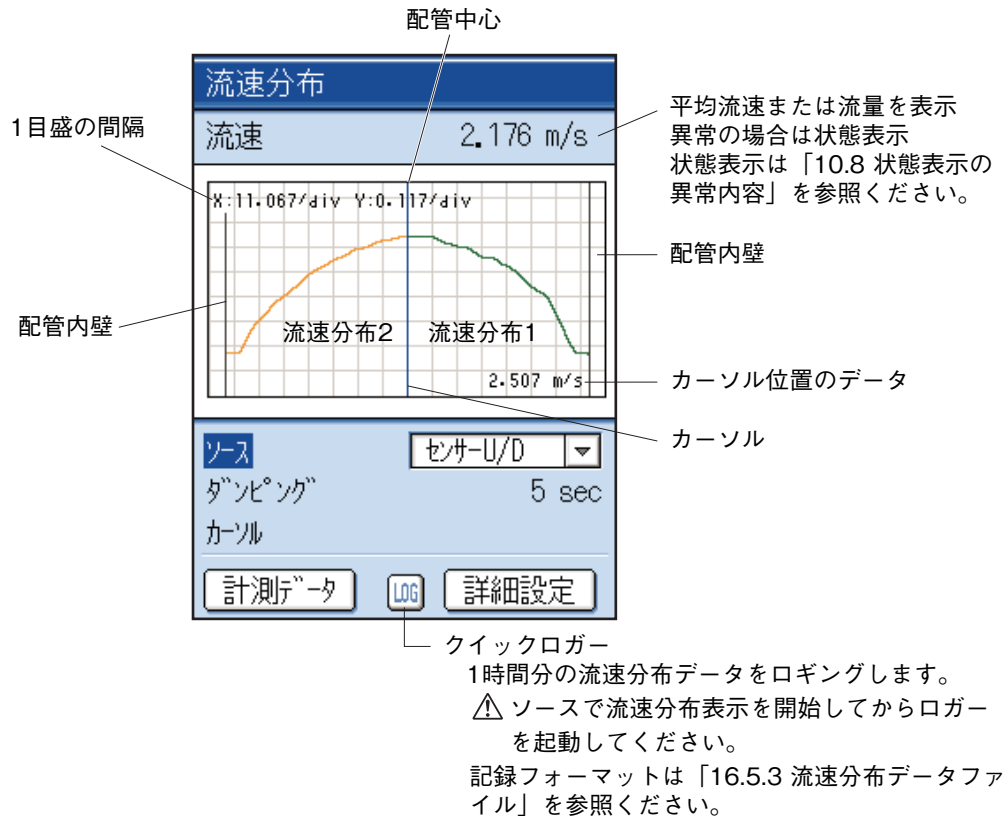 配管中心
流速分布
1目盛の間隔
流速
2.176 m/s
平均流速または流量を表示
異常の場合は状態表示
状態表示は「10.8 状態表示の
異常内容」を参照ください。
X:11.067/div Y:0.117/div
配管内壁
配管内壁
流速分布2
流速分布1
2.507 m/s
カーソル位置のデータ
カーソル
ソース
センサーU/D
ダンピング
5 sec
カーソル
計測データ
LOG
詳細設定
クイックロガー
1時間分の流速分布データをロギングします。
⚠ ソースで流速分布表示を開始してからロガー
を起動してください。
記録フォーマットは「16.5.3 流速分布データファ
イル」を参照ください。